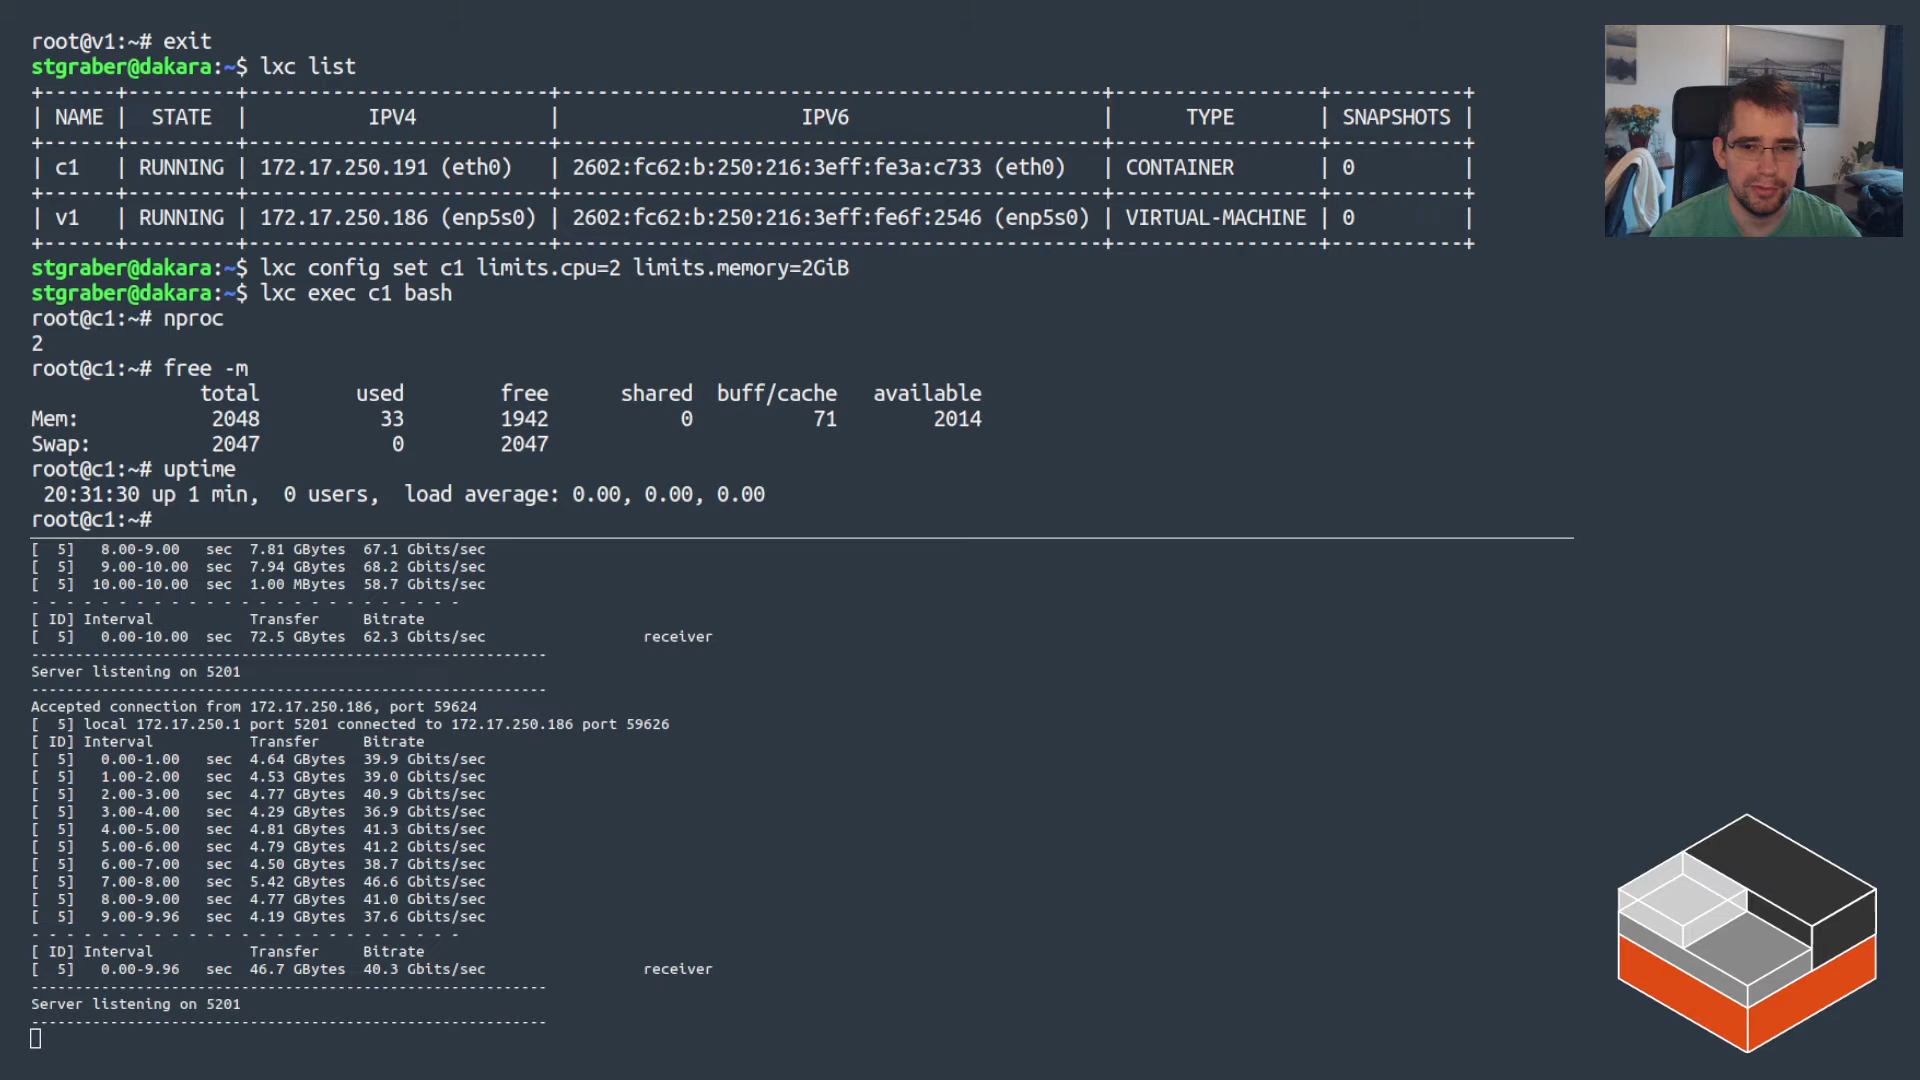 root@v1:~# exit
stgraber@dakara:~$ lxc list
+------+---------+-------------------------+----------------------------------------------+-----------------+-----------+
| NAME |  STATE  |          IPV4           |                     IPV6                     |      TYPE       | SNAPSHOTS |
+------+---------+-------------------------+----------------------------------------------+-----------------+-----------+
| c1   | RUNNING | 172.17.250.191 (eth0)   | 2602:fc62:b:250:216:3eff:fe3a:c733 (eth0)   | CONTAINER       | 0         |
+------+---------+-------------------------+----------------------------------------------+-----------------+-----------+
| v1   | RUNNING | 172.17.250.186 (enp5s0) | 2602:fc62:b:250:216:3eff:fe6f:2546 (enp5s0) | VIRTUAL-MACHINE | 0         |
+------+---------+-------------------------+----------------------------------------------+-----------------+-----------+
stgraber@dakara:~$ lxc config set c1 limits.cpu=2 limits.memory=2GiB
stgraber@dakara:~$ lxc exec c1 bash
root@c1:~# nproc
2
root@c1:~# free -m
              total        used        free      shared  buff/cache   available
Mem:           2048          33        1942           0          71        2014
Swap:          2047           0        2047
root@c1:~# uptime
 20:31:30 up 1 min,  0 users,  load average: 0.00, 0.00, 0.00
root@c1:~#
[  5]   8.00-9.00   sec  7.81 GBytes  67.1 Gbits/sec
[  5]   9.00-10.00  sec  7.94 GBytes  68.2 Gbits/sec
[  5]  10.00-10.00  sec  1.00 MBytes  58.7 Gbits/sec
- - - - - - - - - - - - - - - - - - - - - - - - -
[ ID] Interval           Transfer     Bitrate
[  5]   0.00-10.00  sec  72.5 GBytes  62.3 Gbits/sec                  receiver
-----------------------------------------------------------
Server listening on 5201
-----------------------------------------------------------
Accepted connection from 172.17.250.186, port 59624
[  5] local 172.17.250.1 port 5201 connected to 172.17.250.186 port 59626
[ ID] Interval           Transfer     Bitrate
[  5]   0.00-1.00   sec  4.64 GBytes  39.9 Gbits/sec
[  5]   1.00-2.00   sec  4.53 GBytes  39.0 Gbits/sec
[  5]   2.00-3.00   sec  4.77 GBytes  40.9 Gbits/sec
[  5]   3.00-4.00   sec  4.29 GBytes  36.9 Gbits/sec
[  5]   4.00-5.00   sec  4.81 GBytes  41.3 Gbits/sec
[  5]   5.00-6.00   sec  4.79 GBytes  41.2 Gbits/sec
[  5]   6.00-7.00   sec  4.50 GBytes  38.7 Gbits/sec
[  5]   7.00-8.00   sec  5.42 GBytes  46.6 Gbits/sec
[  5]   8.00-9.00   sec  4.77 GBytes  41.0 Gbits/sec
[  5]   9.00-9.96   sec  4.19 GBytes  37.6 Gbits/sec
- - - - - - - - - - - - - - - - - - - - - - - - -
[ ID] Interval           Transfer     Bitrate
[  5]   0.00-9.96   sec  46.7 GBytes  40.3 Gbits/sec                  receiver
-----------------------------------------------------------
Server listening on 5201
-----------------------------------------------------------